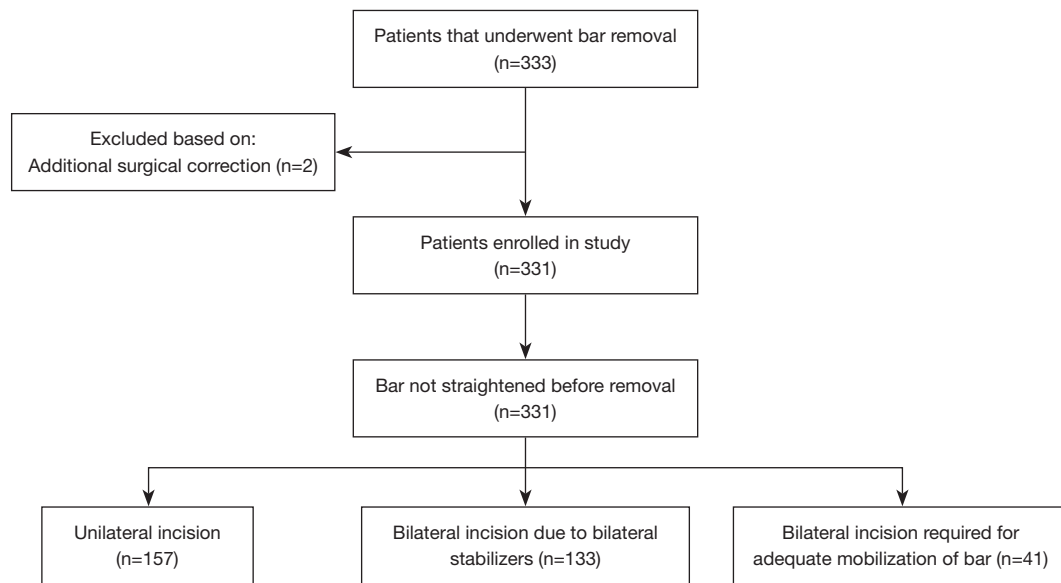 Patients that underwent bar removal
(n=333)
Excluded based on:
Additional surgical correction (n=2)
Patients enrolled in study
(n=331)
Bar not straightened before removal
(n=331)
Unilateral incision
(n=157)
Bilateral incision due to bilateral
stabilizers (n=133)
Bilateral incision required for
adequate mobilization of bar (n=41)